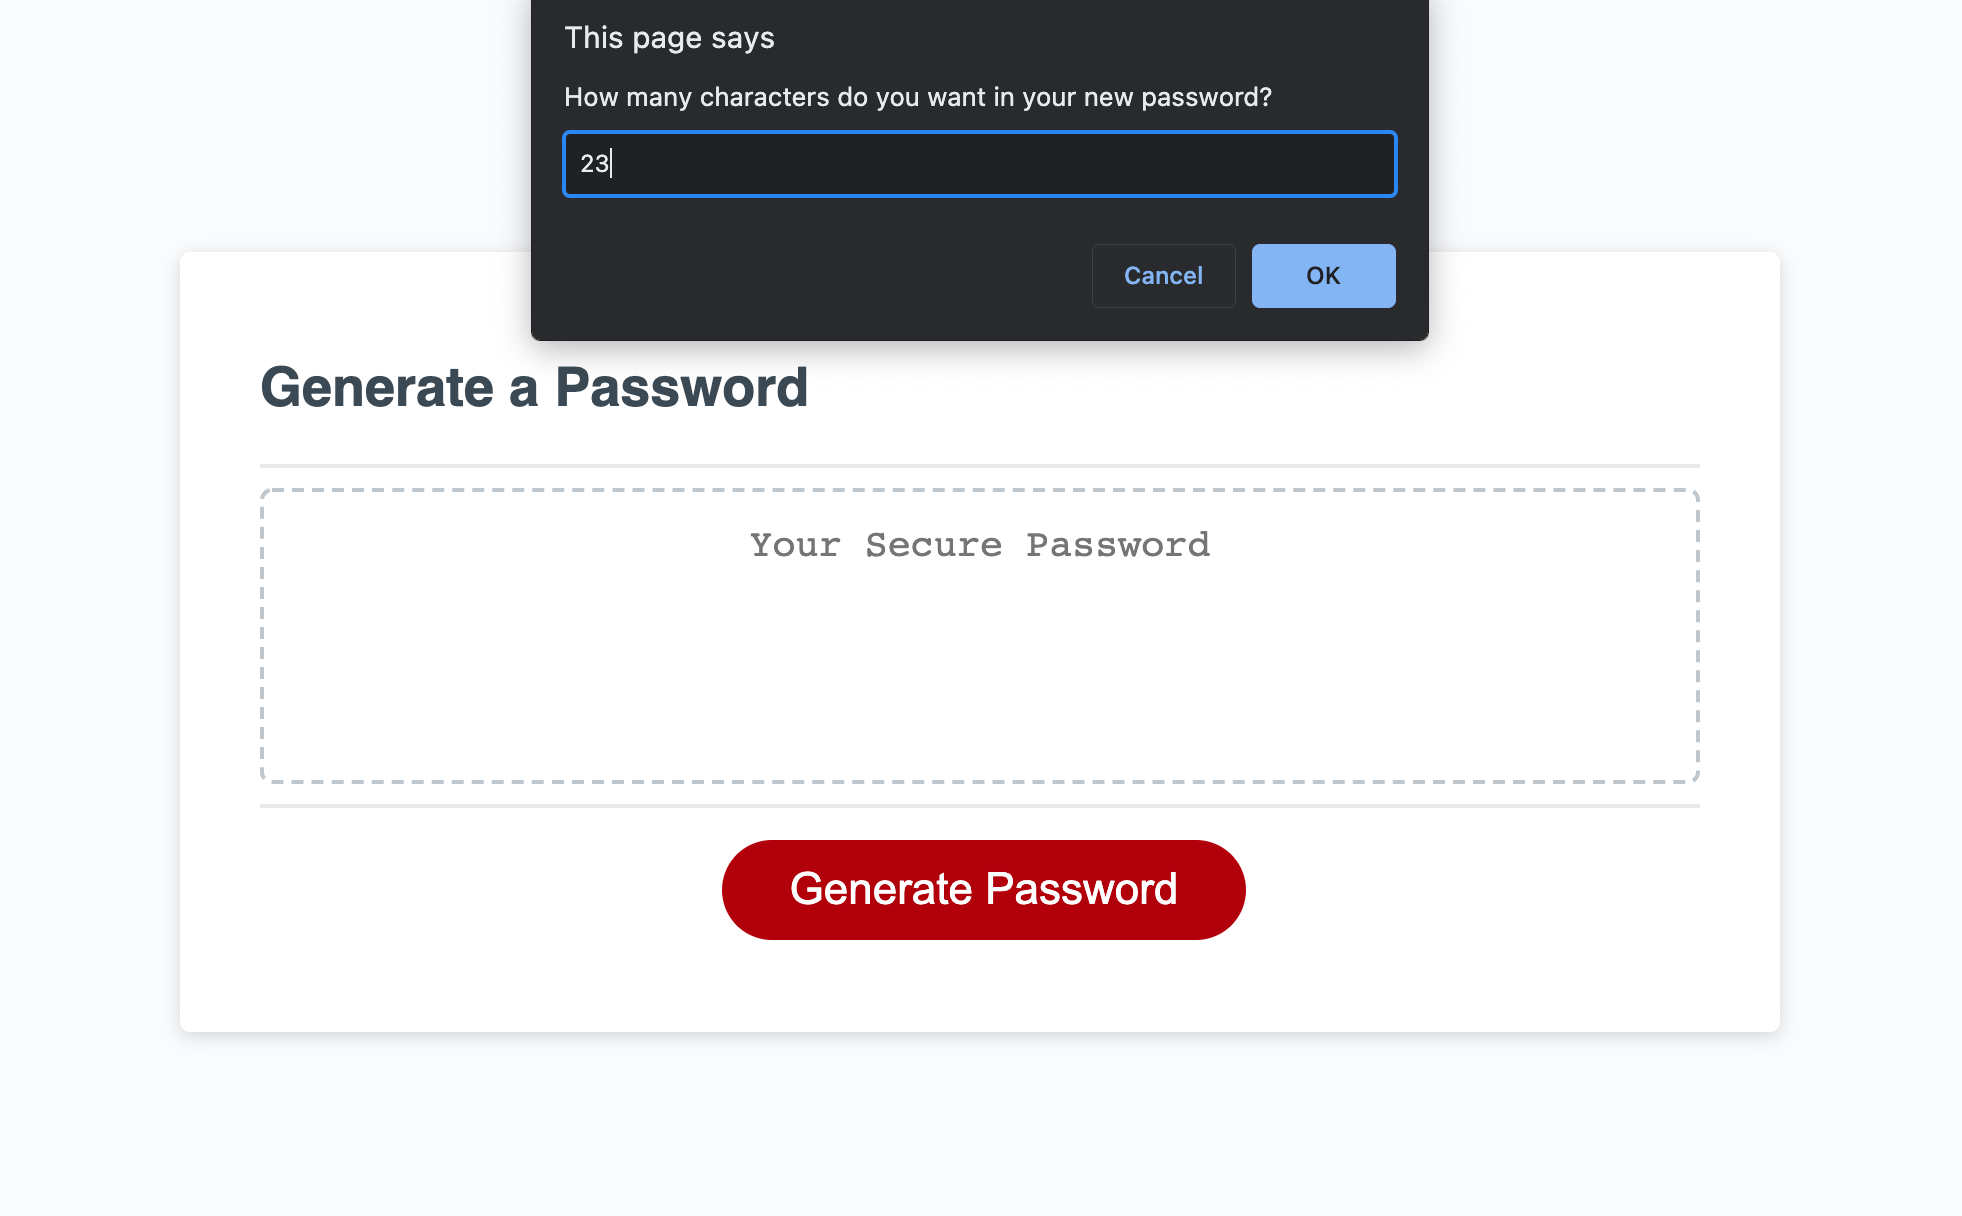 This page says
How many characters do you want in your new password?
23
Cancel
OK
Generate a Password
Your Secure Password
Generate Password